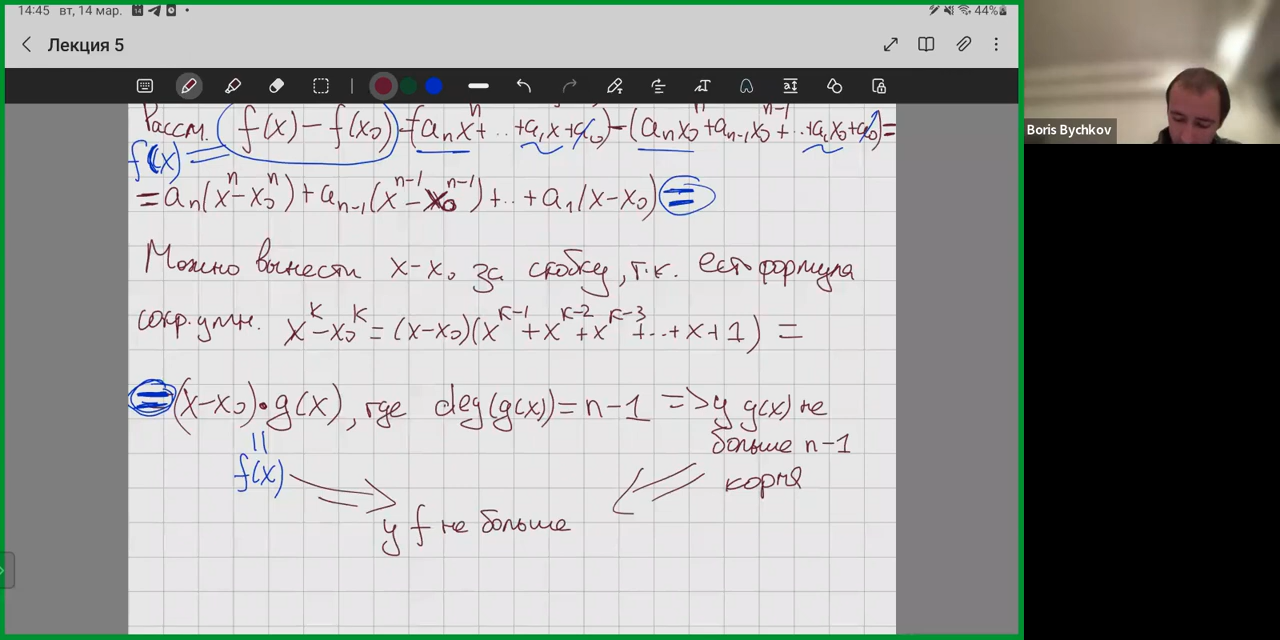 14:45 вт, 14 мар.
44%
Лекция 5
Boris Bychkov
Рассм. f(x) − f(x₀) = (aₙxⁿ + .. + a₁x + a₀) − (aₙx₀ⁿ + aₙ₋₁x₀ⁿ⁻¹ + .. + a₁x₀ + a₀) =
f(x) =
= aₙ(xⁿ − x₀ⁿ) + aₙ₋₁(xⁿ⁻¹ − x₀ⁿ⁻¹) + .. + a₁(x − x₀) =
Можно вынести x − x₀ за скобку, т.к. есть формула
сокр. умн. xᵏ − x₀ᵏ = (x − x₀)(xᵏ⁻¹ + xᵏ⁻² + xᵏ⁻³ + .. + x + 1) =
= (x − x₀)·g(x), где deg(g(x)) = n − 1 => у g(x) не
больше n − 1
корня
||
f(x)
у f не больше